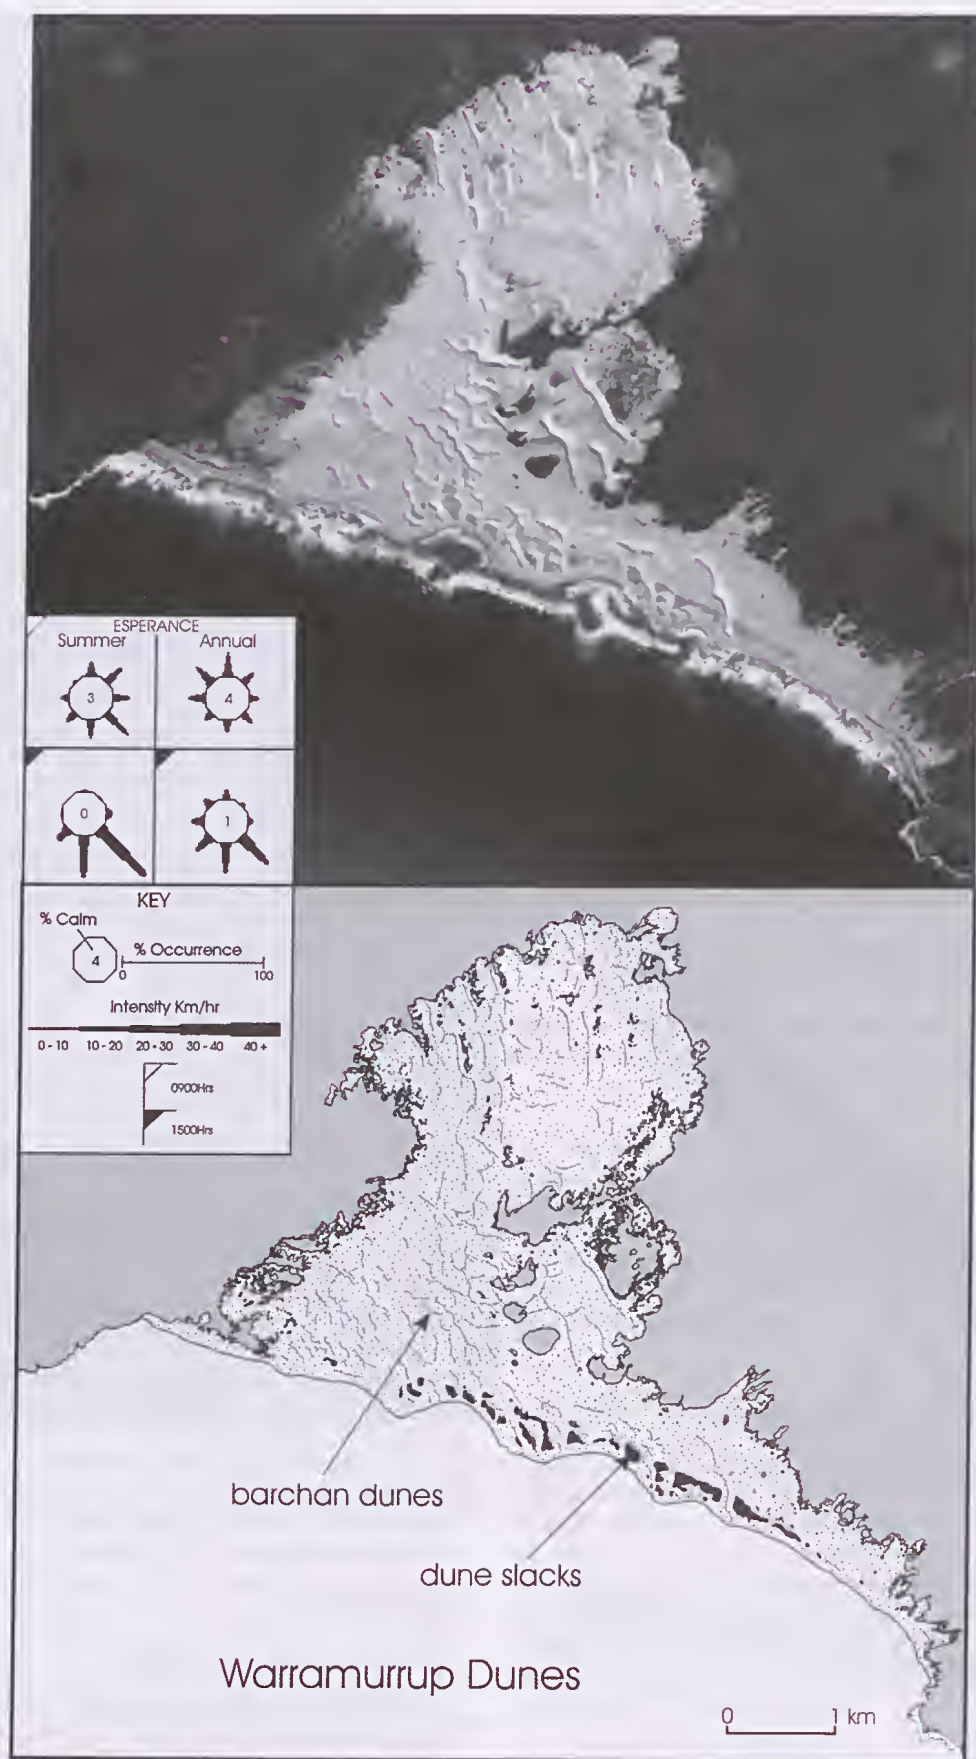 ESPERANCE
Summer Annual
3 4
0 1
KEY
% Calm
4
% Occurrence
0 100
Intensity Km/hr
0-10 10-20 20-30 30-40 40+
0900Hrs
1500Hrs
barchan dunes
dune slacks
Warramurrup Dunes
0 1 km